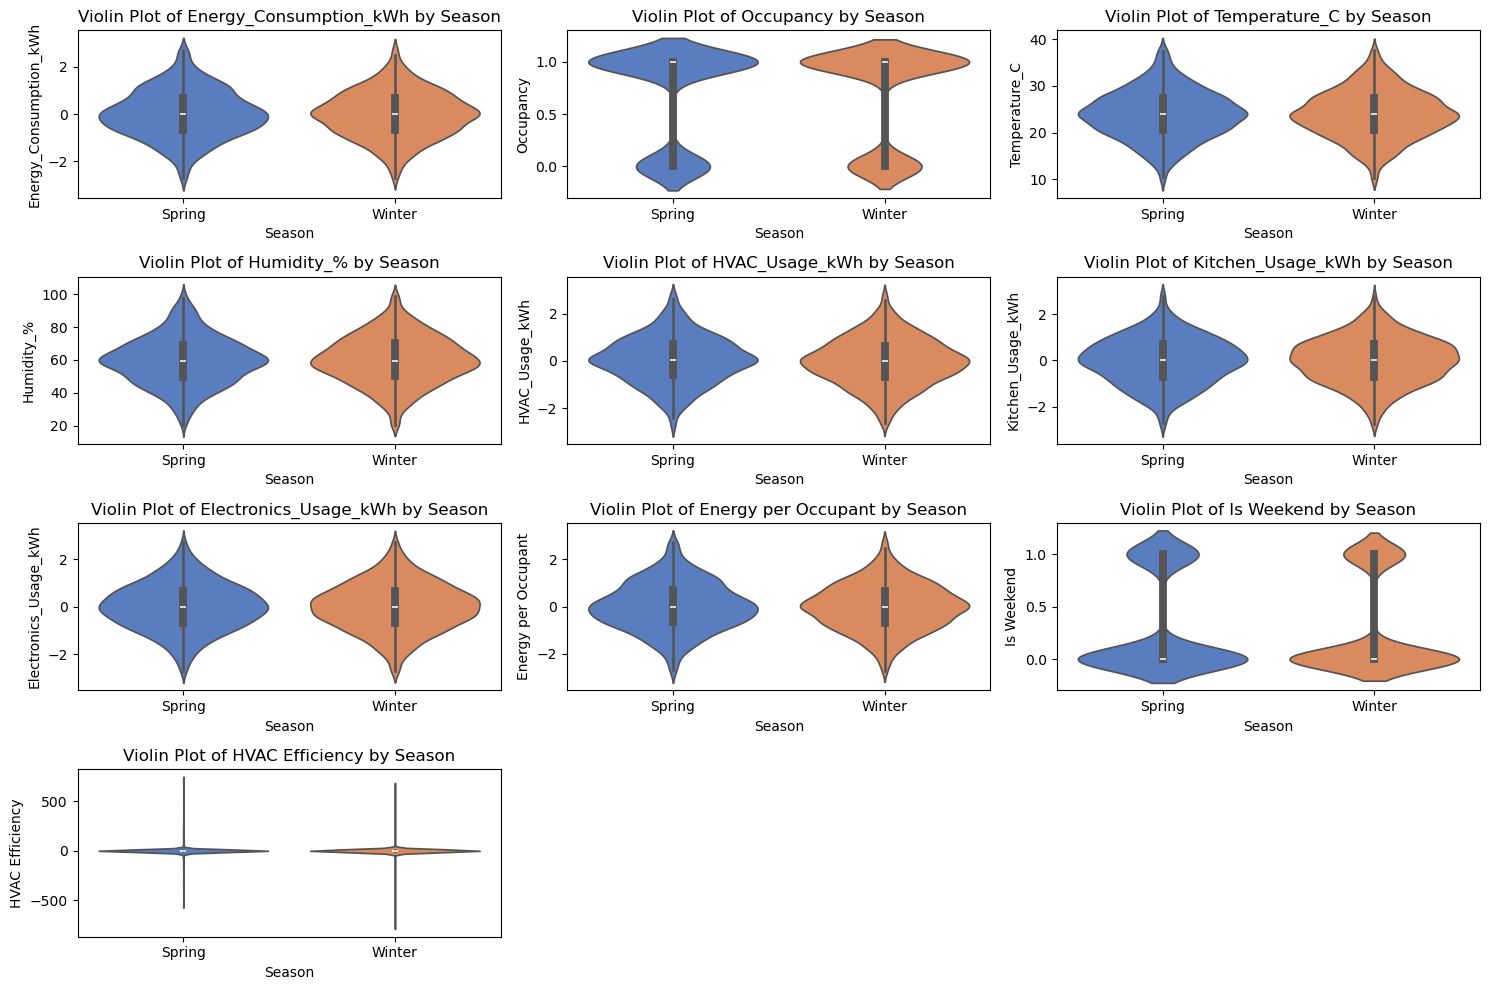 Violin Plot of Energy_Consumption_kWh by Season
Energy_Consumption_kWh
2
0
−2
Spring
Winter
Season
Violin Plot of Occupancy by Season
Occupancy
1.0
0.5
0.0
Spring
Winter
Season
Violin Plot of Temperature_C by Season
Temperature_C
40
30
20
10
Spring
Winter
Season
Violin Plot of Humidity_% by Season
Humidity_%
100
80
60
40
20
Spring
Winter
Season
Violin Plot of HVAC_Usage_kWh by Season
HVAC_Usage_kWh
2
0
−2
Spring
Winter
Season
Violin Plot of Kitchen_Usage_kWh by Season
Kitchen_Usage_kWh
2
0
−2
Spring
Winter
Season
Violin Plot of Electronics_Usage_kWh by Season
Electronics_Usage_kWh
2
0
−2
Spring
Winter
Season
Violin Plot of Energy per Occupant by Season
Energy per Occupant
2
0
−2
Spring
Winter
Season
Violin Plot of Is Weekend by Season
Is Weekend
1.0
0.5
0.0
Spring
Winter
Season
Violin Plot of HVAC Efficiency by Season
HVAC Efficiency
500
0
−500
Spring
Winter
Season